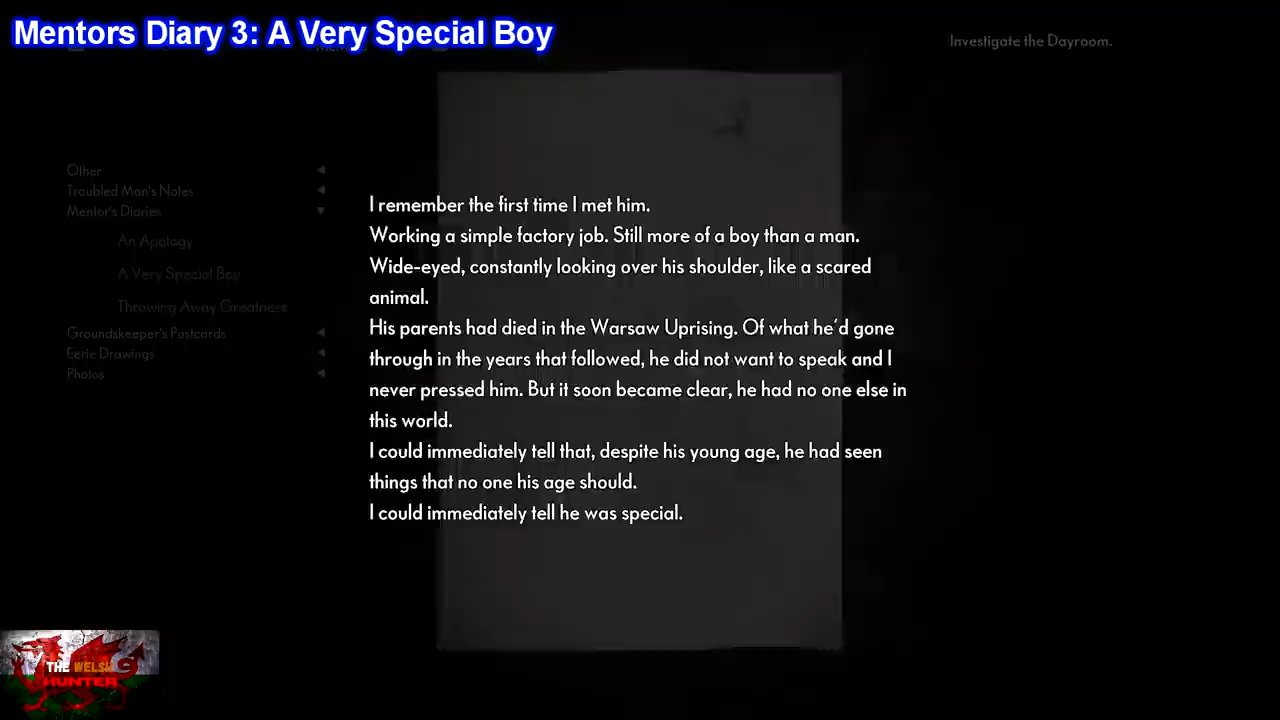 Mentors Diary 3: A Very Special Boy
Investigate the Dayroom.
Other
Troubled Man's Notes
Mentor's Diaries
An Apology
A Very Special Boy
Throwing Away Greatness
Groundskeeper's Postcards
Eerie Drawings
Photos
I remember the first time I met him.
Working a simple factory job. Still more of a boy than a man.
Wide-eyed, constantly looking over his shoulder, like a scared
animal.
His parents had died in the Warsaw Uprising. Of what he'd gone
through in the years that followed, he did not want to speak and I
never pressed him. But it soon became clear, he had no one else in
this world.
I could immediately tell that, despite his young age, he had seen
things that no one his age should.
I could immediately tell he was special.
THE WELSH
HUNTER